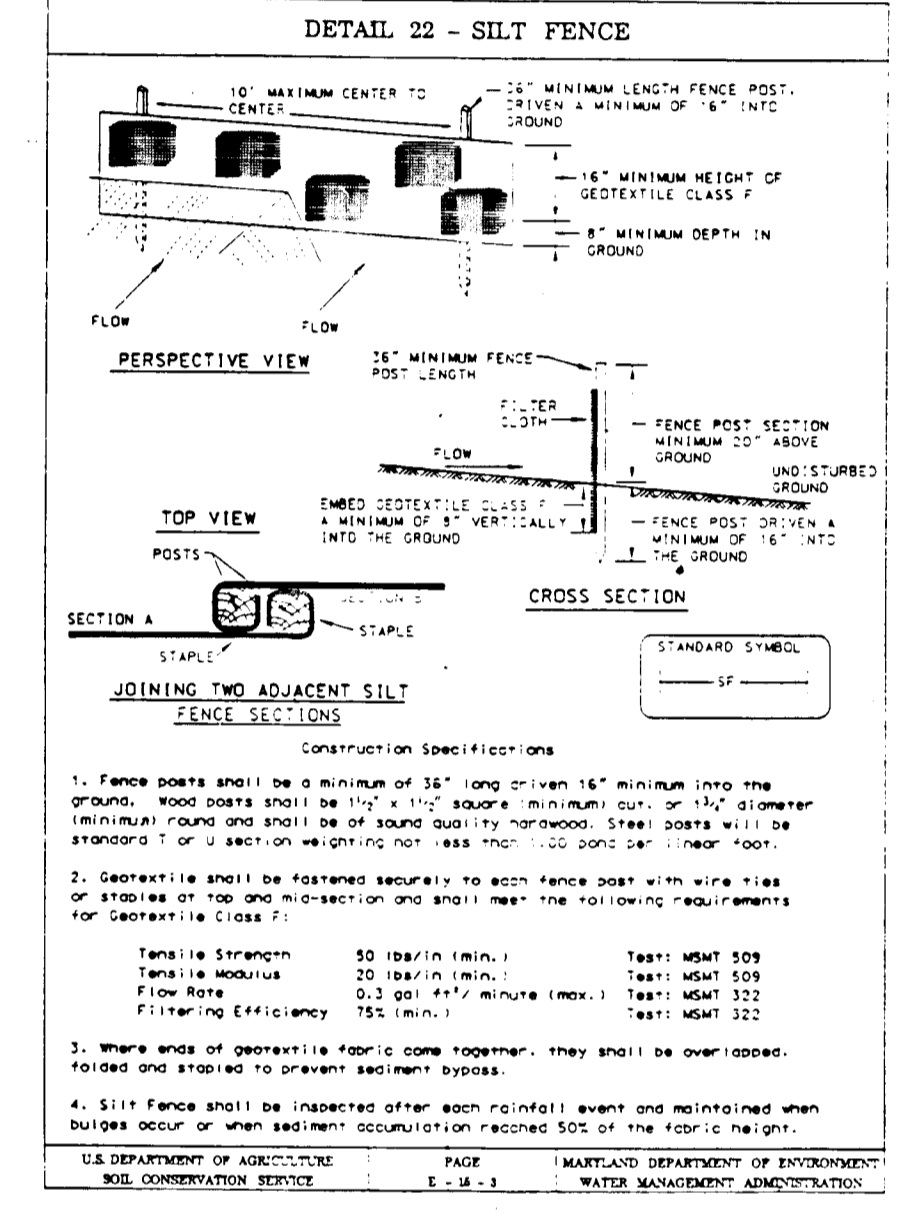 DETAIL 22 - SILT FENCE
10' MAXIMUM CENTER TO
CENTER
36" MINIMUM LENGTH FENCE POST,
DRIVEN A MINIMUM OF 16" INTO
GROUND
16" MINIMUM HEIGHT OF
GEOTEXTILE CLASS F
8" MINIMUM DEPTH IN
GROUND
FLOW
FLOW
PERSPECTIVE VIEW
36" MINIMUM FENCE
POST LENGTH
FILTER
CLOTH
FLOW
FENCE POST SECTION
MINIMUM 20" ABOVE
GROUND
UNDISTURBED
GROUND
EMBED GEOTEXTILE CLASS F
A MINIMUM OF 8" VERTICALLY
INTO THE GROUND
FENCE POST DRIVEN A
MINIMUM OF 16" INTO
THE GROUND
CROSS SECTION
TOP VIEW
POSTS
SECTION B
SECTION A
STAPLE
STAPLE
JOINING TWO ADJACENT SILT
FENCE SECTIONS
STANDARD SYMBOL
SF
Construction Specifications
1. Fence posts shall be a minimum of 36" long driven 16" minimum into the
ground. Wood posts shall be 1½" x 1½" square (minimum) cut, or 1¾" diameter
(minimum) round and shall be of sound quality hardwood. Steel posts will be
standard T or U section weighting not less than 1.00 pond per linear foot.
2. Geotextile shall be fastened securely to each fence post with wire ties
or staples at top and mid-section and shall meet the following requirements
for Geotextile Class F:
Tensile Strength 50 lbs/in (min.) Test: MSMT 509
Tensile Modulus 20 lbs/in (min.) Test: MSMT 509
Flow Rate 0.3 gal ft²/ minute (max.) Test: MSMT 322
Filtering Efficiency 75% (min.) Test: MSMT 322
3. Where ends of geotextile fabric come together, they shall be overlapped,
folded and stapled to prevent sediment bypass.
4. Silt Fence shall be inspected after each rainfall event and maintained when
bulges occur or when sediment accumulation reached 50% of the fabric height.
U.S. DEPARTMENT OF AGRICULTURE
SOIL CONSERVATION SERVICE
PAGE
E - 16 - 3
MARYLAND DEPARTMENT OF ENVIRONMENT
WATER MANAGEMENT ADMINISTRATION